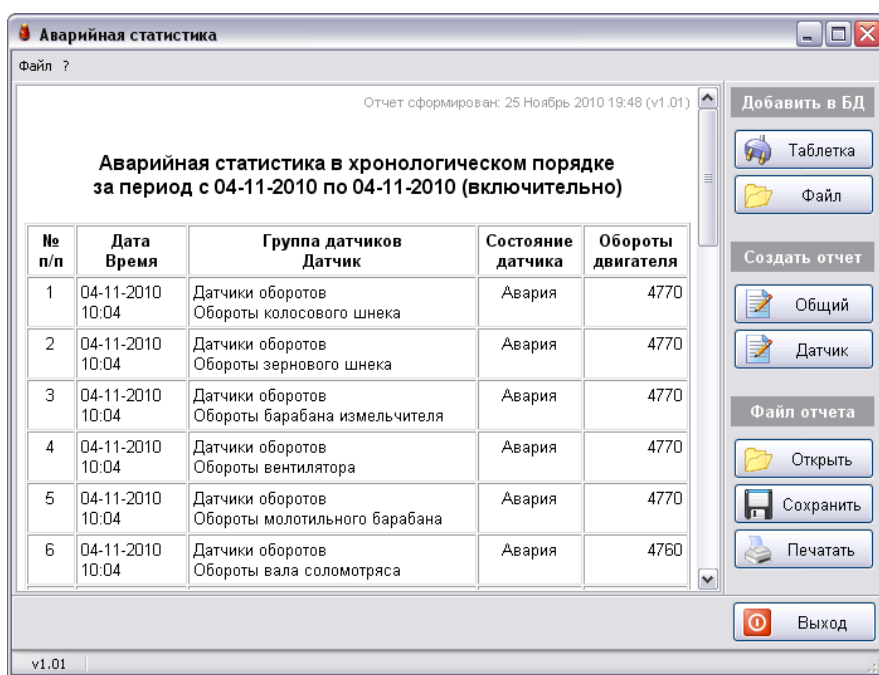 Аварийная статистика
Файл ?
Отчет сформирован: 25 Ноябрь 2010 19:48 (v1.01)
Аварийная статистика в хронологическом порядке
за период с 04-11-2010 по 04-11-2010 (включительно)
№ п/п Дата Время Группа датчиков Датчик Состояние датчика Обороты двигателя
1 04-11-2010 Датчики оборотов Авария 4770
10:04 Обороты колосового шнека
2 04-11-2010 Датчики оборотов Авария 4770
10:04 Обороты зернового шнека
3 04-11-2010 Датчики оборотов Авария 4770
10:04 Обороты барабана измельчителя
4 04-11-2010 Датчики оборотов Авария 4770
10:04 Обороты вентилятора
5 04-11-2010 Датчики оборотов Авария 4770
10:04 Обороты молотильного барабана
6 04-11-2010 Датчики оборотов Авария 4760
10:04 Обороты вала соломотряса
Добавить в БД
Таблетка
Файл
Создать отчет
Общий
Датчик
Файл отчета
Открыть
Сохранить
Печатать
Выход
v1.01